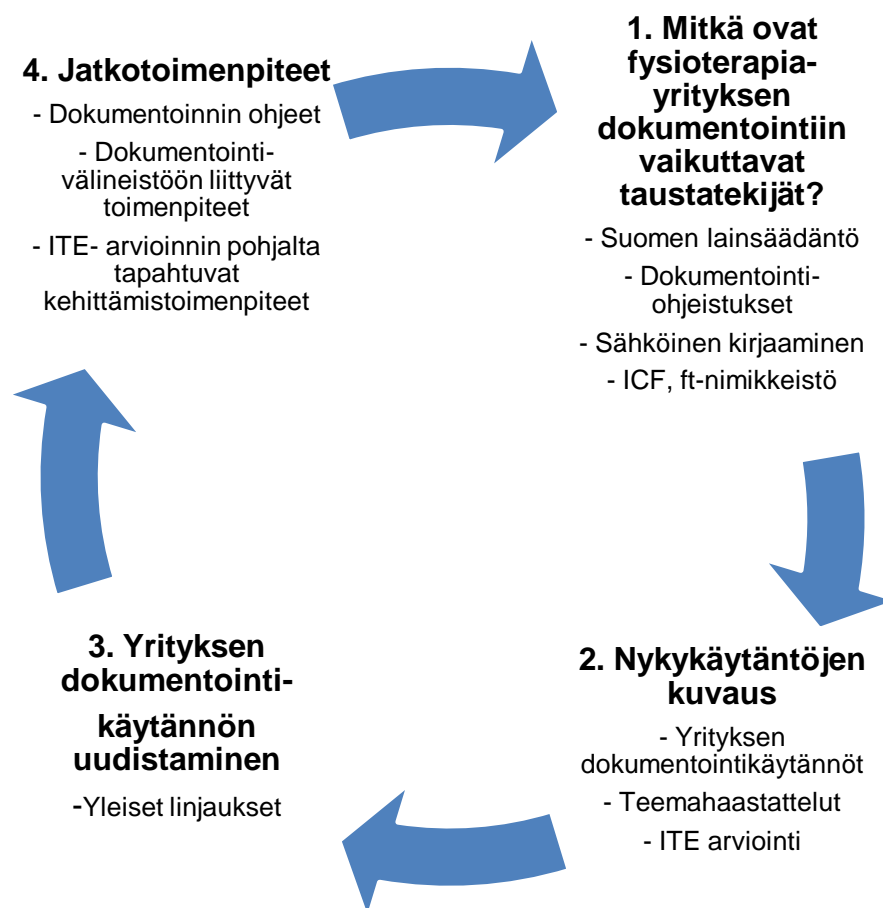 1. Mitkä ovat
fysioterapia-
yrityksen
dokumentointiin
vaikuttavat
taustatekijät?
- Suomen lainsäädäntö
- Dokumentointi-
ohjeistukset
- Sähköinen kirjaaminen
- ICF, ft-nimikkeistö
2. Nykykäytäntöjen
kuvaus
- Yrityksen
dokumentointikäytännöt
- Teemahaastattelut
- ITE arviointi
3. Yrityksen
dokumentointi-
käytännön
uudistaminen
-Yleiset linjaukset
4. Jatkotoimenpiteet
- Dokumentoinnin ohjeet
- Dokumentointi-
välineistöön liittyvät
toimenpiteet
- ITE- arvioinnin pohjalta
tapahtuvat
kehittämistoimenpiteet